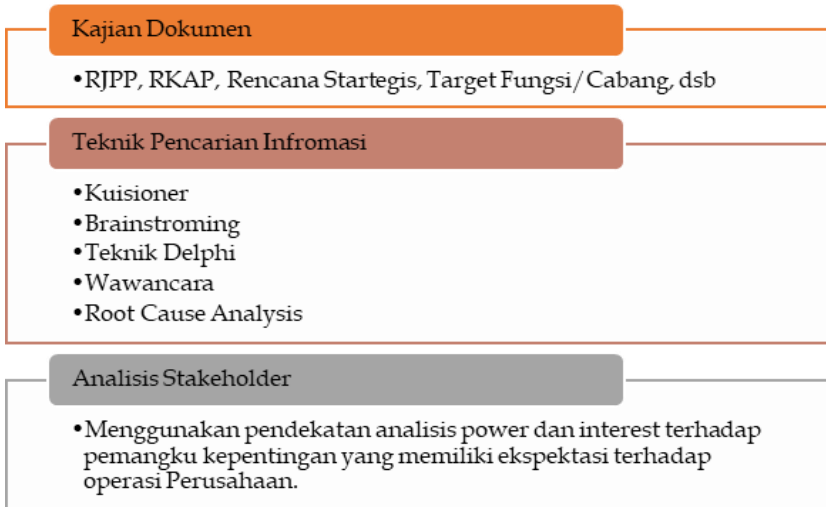 Kajian Dokumen
•RJPP, RKAP, Rencana Startegis, Target Fungsi/Cabang, dsb
Teknik Pencarian Infromasi
•Kuisioner
•Brainstroming
•Teknik Delphi
•Wawancara
•Root Cause Analysis
Analisis Stakeholder
•Menggunakan pendekatan analisis power dan interest terhadap
pemangku kepentingan yang memiliki ekspektasi terhadap
operasi Perusahaan.